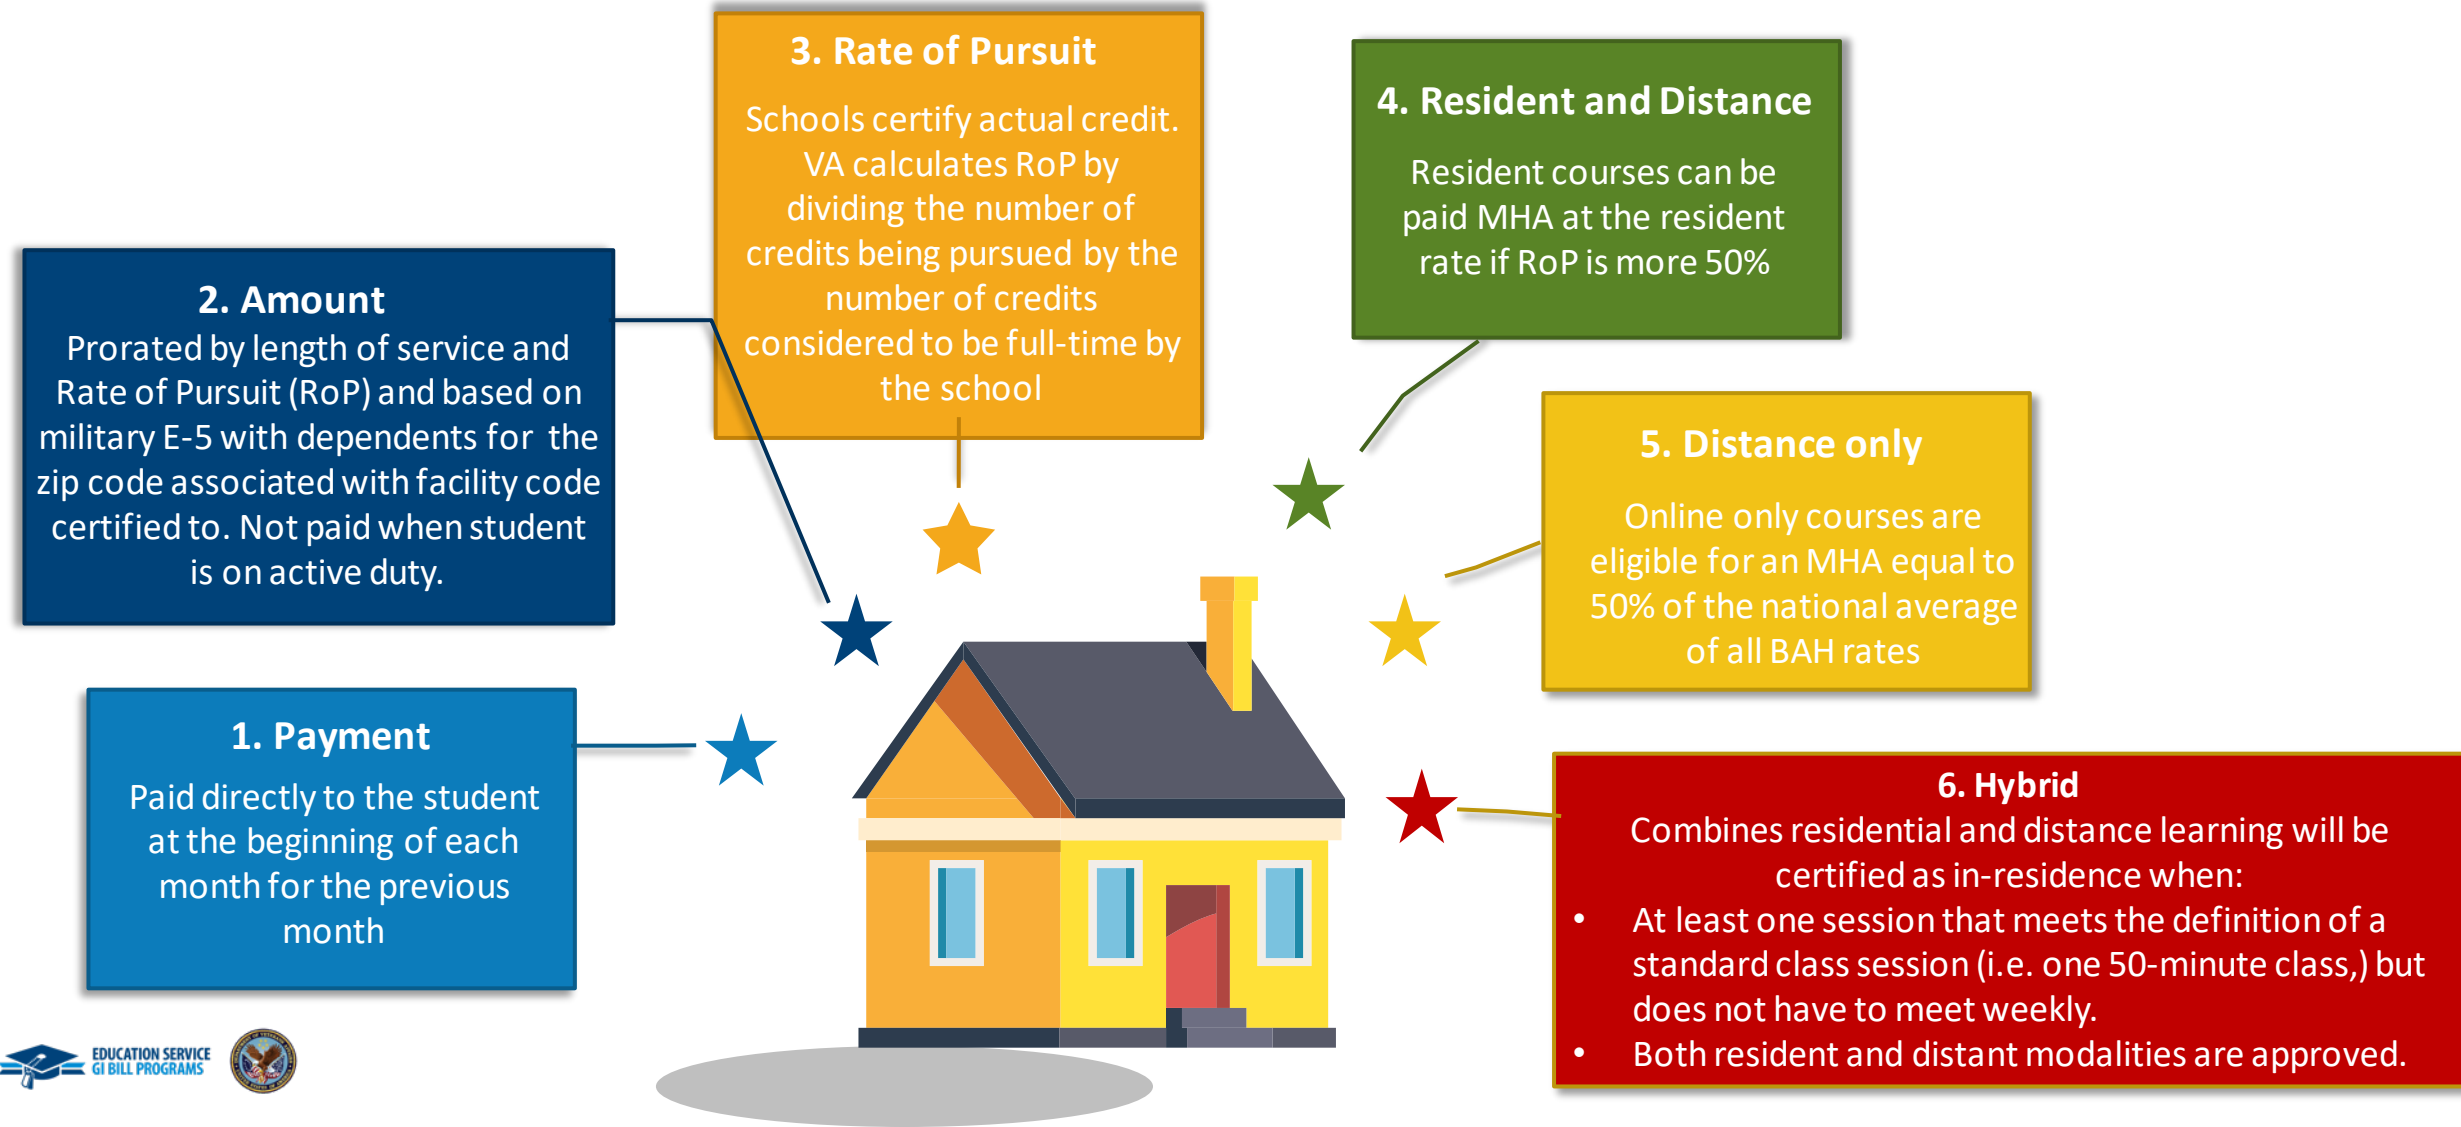 1. Payment
Paid directly to the student
at the beginning of each
month for the previous
month
2. Amount
Prorated by length of service and
Rate of Pursuit (RoP) and based on
military E-5 with dependents for the
zip code associated with facility code
certified to. Not paid when student
is on active duty.
3. Rate of Pursuit
Schools certify actual credit.
VA calculates RoP by
dividing the number of
credits being pursued by the
number of credits
considered to be full-time by
the school
4. Resident and Distance
Resident courses can be
paid MHA at the resident
rate if RoP is more 50%
5. Distance only
Online only courses are
eligible for an MHA equal to
50% of the national average
of all BAH rates
6. Hybrid
Combines residential and distance learning will be
certified as in-residence when:
• At least one session that meets the definition of a
standard class session (i.e. one 50-minute class,) but
does not have to meet weekly.
• Both resident and distant modalities are approved.
EDUCATION SERVICE
GI BILL PROGRAMS